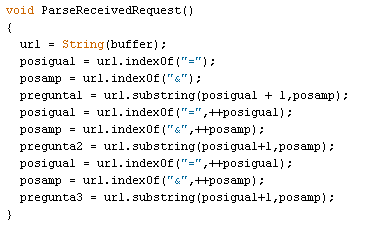 void ParseReceivedRequest()
{
url = String(buffer);
posigual = url.indexOf("=");
posamp = url.indexOf("&");
pregunta1 = url.substring(posigual + 1,posamp);
posigual = url.indexOf("=",++posigual);
posamp = url.indexOf("&",++posamp);
pregunta2 = url.substring(posigual+1,posamp);
posigual = url.indexOf("=",++posigual);
posamp = url.indexOf("&",++posamp);
pregunta3 = url.substring(posigual+1,posamp);
}